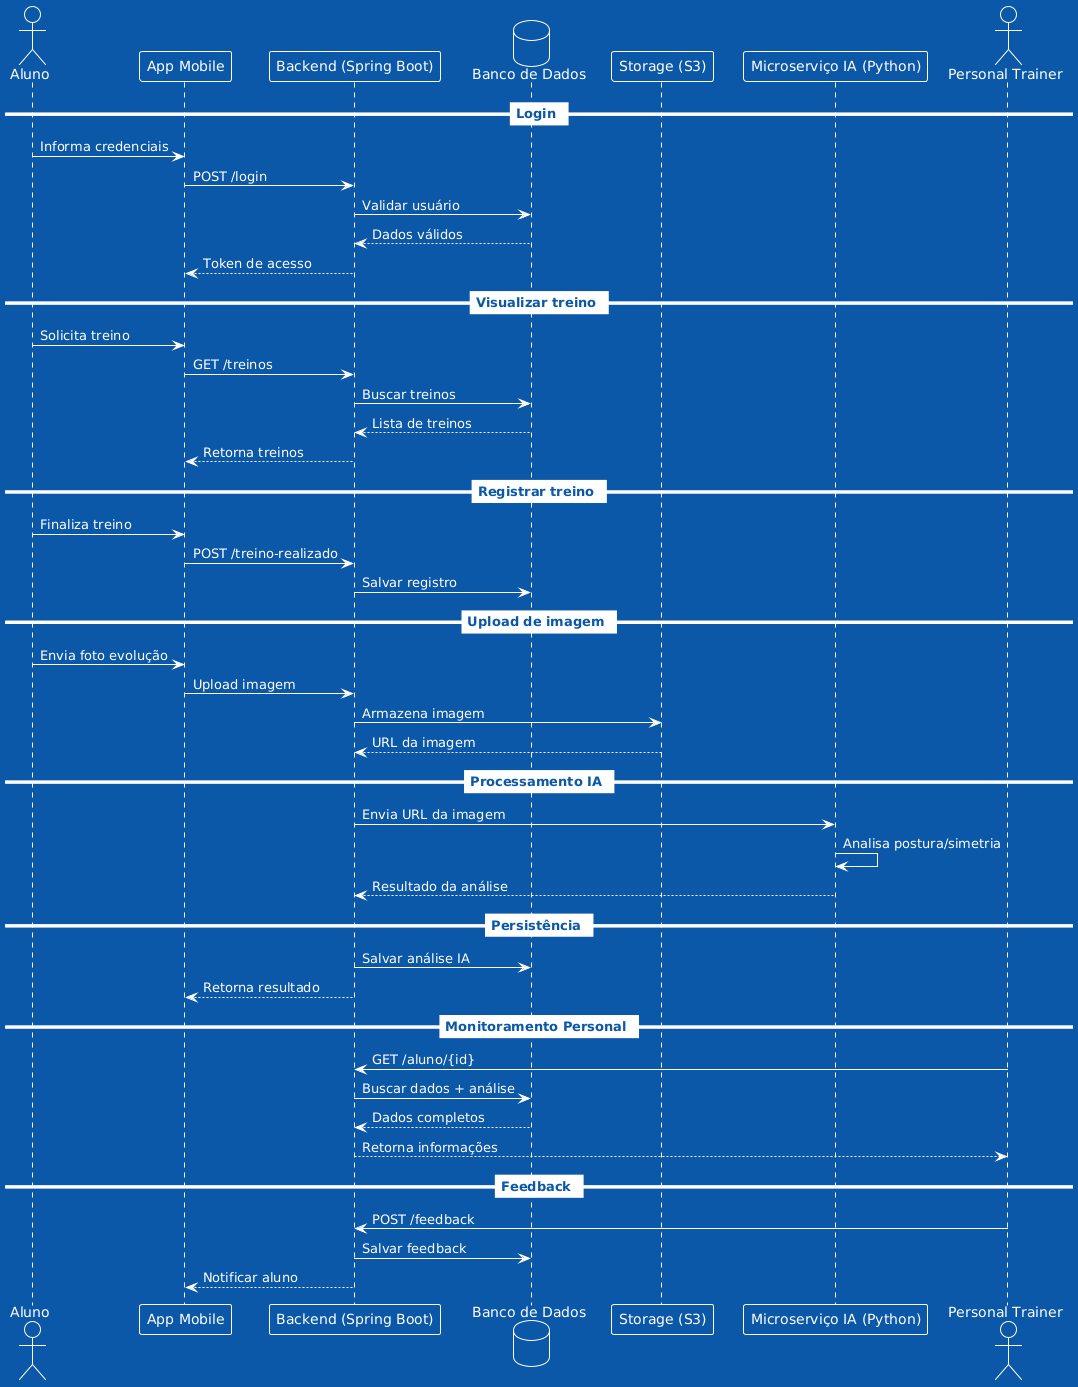 Aluno
App Mobile
Backend (Spring Boot)
Banco de Dados
Storage (S3)
Microserviço IA (Python)
Personal Trainer
Login
Informa credenciais
POST /login
Validar usuário
Dados válidos
Token de acesso
Visualizar treino
Solicita treino
GET /treinos
Buscar treinos
Lista de treinos
Retorna treinos
Registrar treino
Finaliza treino
POST /treino-realizado
Salvar registro
Upload de imagem
Envia foto evolução
Upload imagem
Armazena imagem
URL da imagem
Processamento IA
Envia URL da imagem
Analisa postura/simetria
Resultado da análise
Persistência
Salvar análise IA
Retorna resultado
Monitoramento Personal
GET /aluno/{id}
Buscar dados + análise
Dados completos
Retorna informações
Feedback
POST /feedback
Salvar feedback
Notificar aluno
Aluno
App Mobile
Backend (Spring Boot)
Banco de Dados
Storage (S3)
Microserviço IA (Python)
Personal Trainer